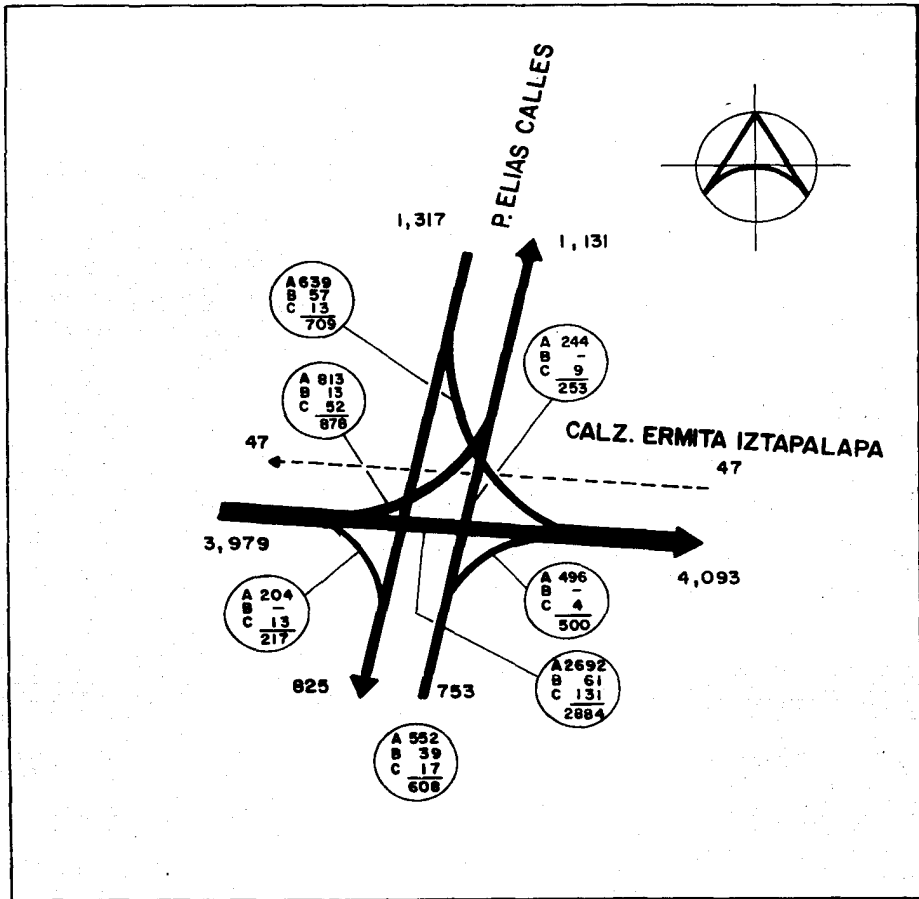 P. ELIAS CALLES
1,317
1,131
A 639
B 57
C 13
709
A 244
B -
C 9
253
A 813
B 13
C 52
878
CALZ. ERMITA IZTAPALAPA
47
47
3,979
4,093
A 204
B -
C 13
217
A 496
B -
C 4
500
825
753
A 2692
B 61
C 131
2884
A 552
B 39
C 17
608